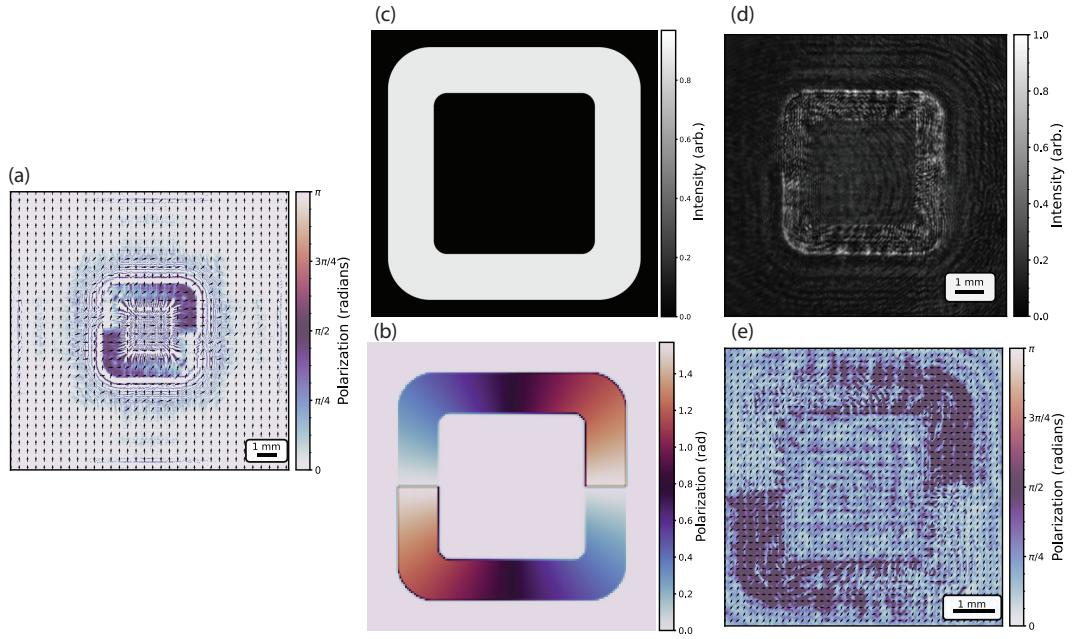 (a)
π
3π/4
π/2
π/4
0
Polarization (radians)
1 mm
(c)
0.8
0.6
0.4
0.2
0.0
Intensity (arb.)
(b)
1.4
1.2
1.0
0.8
0.6
0.4
0.2
0.0
Polarization (rad)
(d)
1.0
0.8
0.6
0.4
0.2
0.0
Intensity (arb.)
1 mm
(e)
π
3π/4
π/2
π/4
0
Polarization (radians)
1 mm